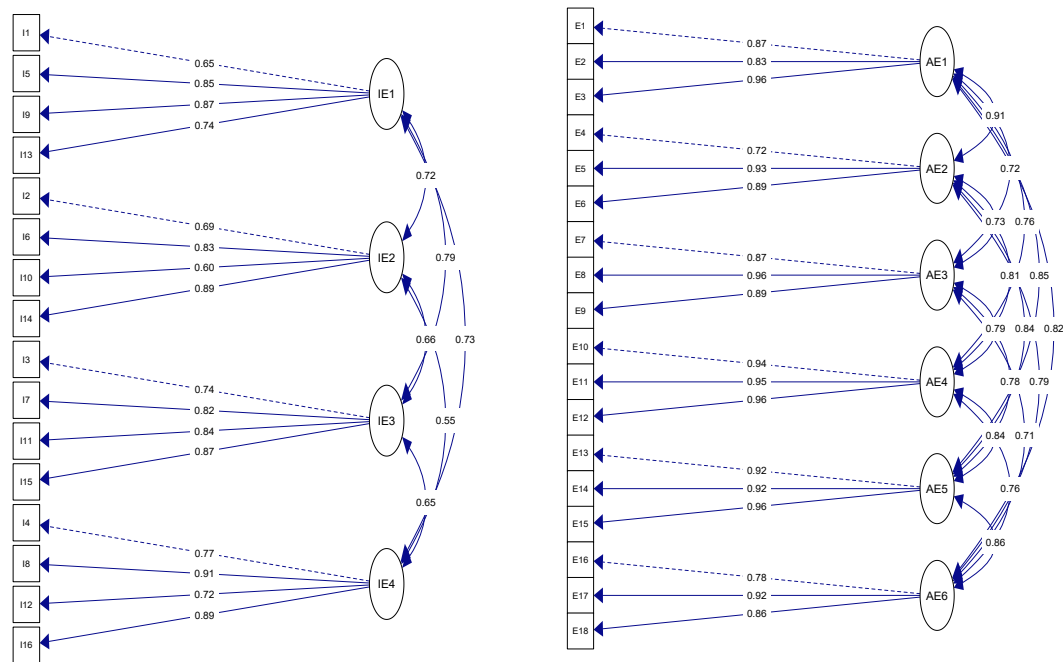 I1
I5
I9
I13
I2
I6
I10
I14
I3
I7
I11
I15
I4
I8
I12
I16
0.65
0.85
0.87
0.74
0.69
0.83
0.60
0.89
0.74
0.82
0.84
0.87
0.77
0.91
0.72
0.89
IE1
IE2
IE3
IE4
0.72
0.79
0.66
0.73
0.55
0.65
E1
E2
E3
E4
E5
E6
E7
E8
E9
E10
E11
E12
E13
E14
E15
E16
E17
E18
0.87
0.83
0.96
0.72
0.93
0.89
0.87
0.96
0.89
0.94
0.95
0.96
0.92
0.92
0.96
0.78
0.92
0.86
AE1
AE2
AE3
AE4
AE5
AE6
0.91
0.72
0.73
0.76
0.81
0.85
0.79
0.84
0.82
0.78
0.79
0.84
0.71
0.76
0.86